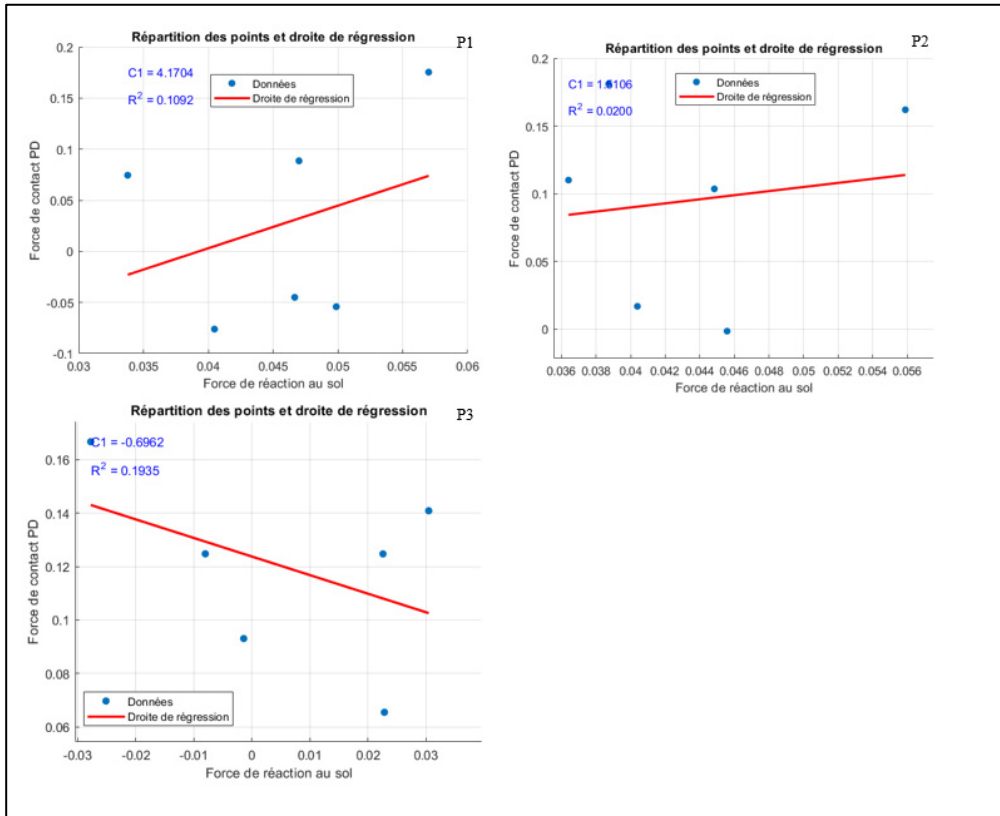 Répartition des points et droite de régression
P1
C1 = 4.1704
R² = 0.1092
Données
Droite de régression
Force de contact PD
0.2
0.15
0.1
0.05
0
-0.05
-0.1
0.03 0.035 0.04 0.045 0.05 0.055 0.06
Force de réaction au sol
Répartition des points et droite de régression
P2
R² = 0.0200
Données
Droite de régression
Force de contact PD
0.2
0.15
0.1
0.05
0
0.036 0.038 0.04 0.042 0.044 0.046 0.048 0.05 0.052 0.054 0.056
Force de réaction au sol
Répartition des points et droite de régression
P3
C1 = -0.6962
R² = 0.1935
Données
Droite de régression
Force de contact PD
0.16
0.14
0.12
0.1
0.08
0.06
-0.03 -0.02 -0.01 0 0.01 0.02 0.03
Force de réaction au sol